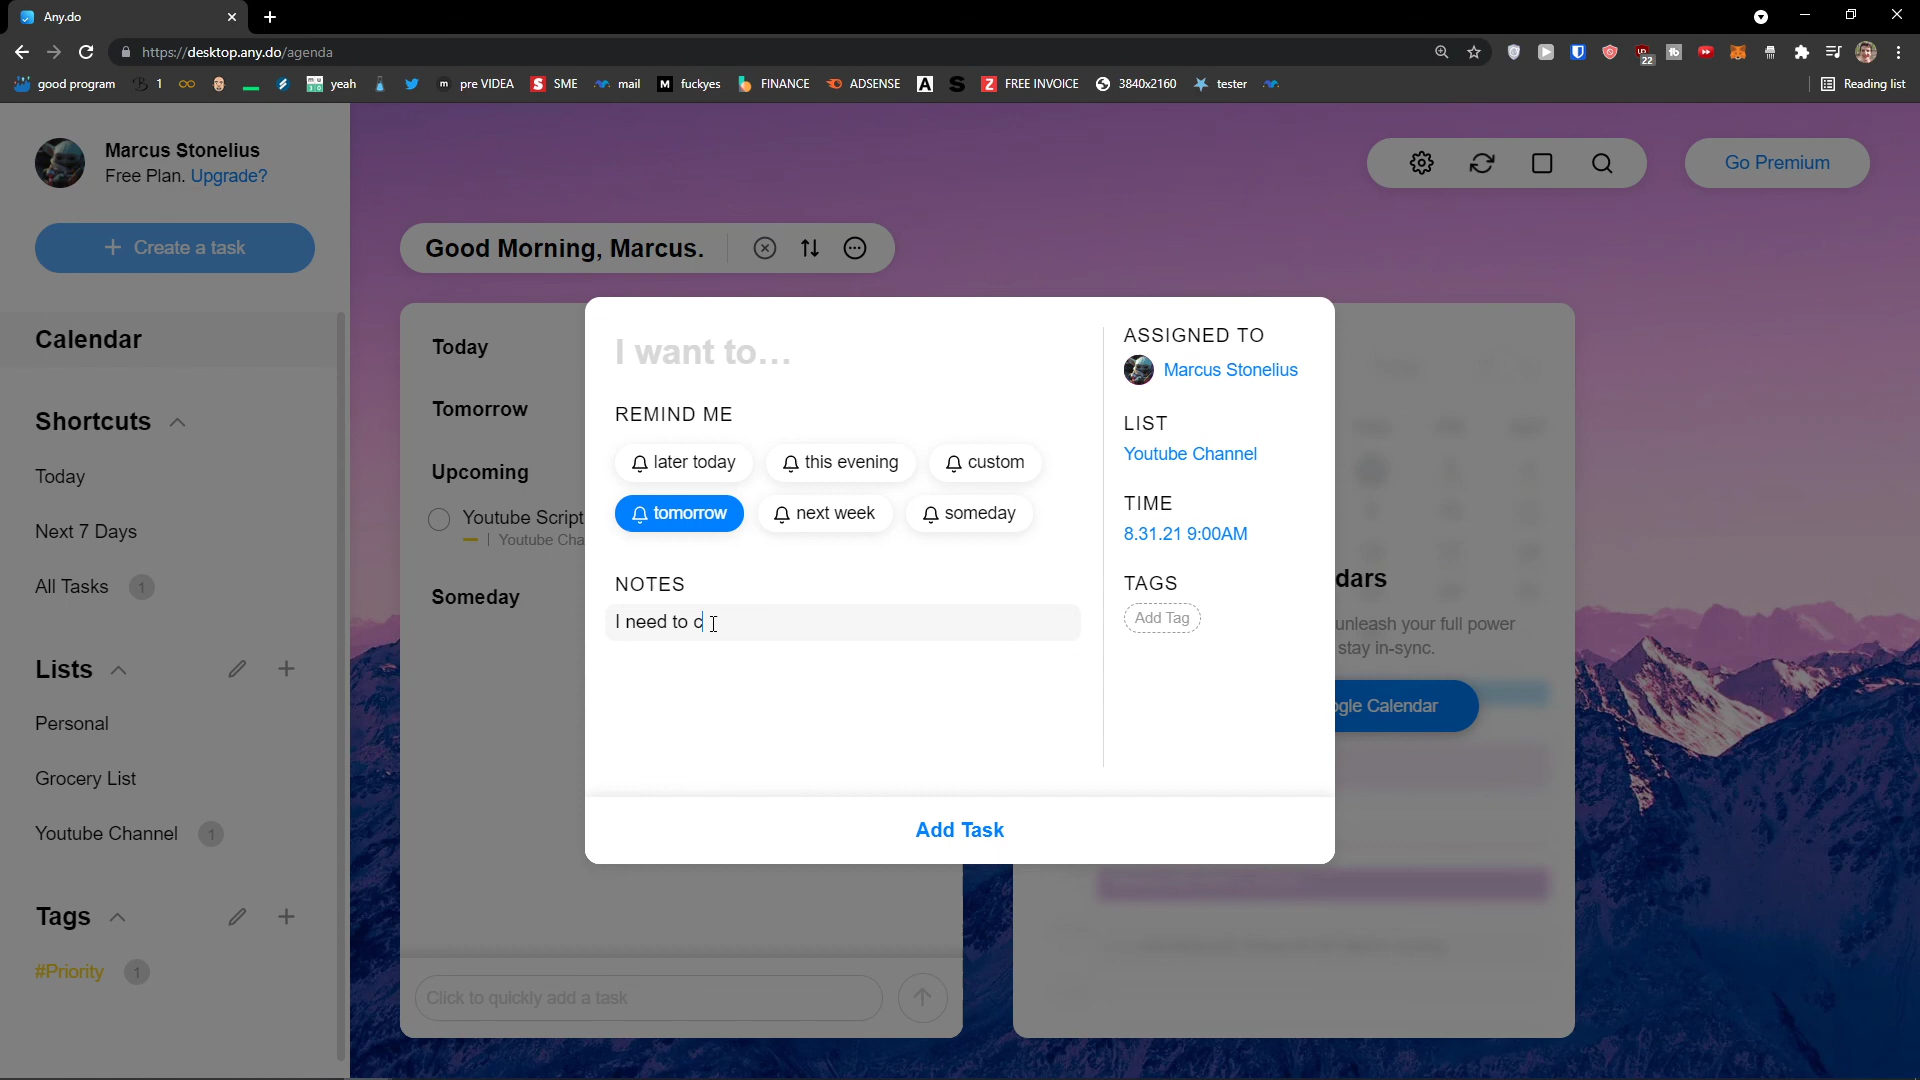 Any.do
https://desktop.any.do/agenda
22
good program
1
yeah
pre VIDEA
SME
mail
fuckyes
FINANCE
ADSENSE
FREE INVOICE
3840x2160
tester
Reading list
Marcus Stonelius
Free Plan. Upgrade?
+ Create a task
Calendar
Shortcuts
Today
Next 7 Days
All Tasks 1
Lists
Personal
Grocery List
Youtube Channel 1
Tags
#Priority 1
Go Premium
Good Morning, Marcus.
Today
Tomorrow
Upcoming
Youtube Script
Youtube Cha
Someday
Click to quickly add a task
I want to...
REMIND ME
later today
this evening
custom
tomorrow
next week
someday
NOTES
I need to c
ASSIGNED TO
Marcus Stonelius
LIST
Youtube Channel
TIME
8.31.21 9:00AM
TAGS
Add Tag
Add Task
dars
unleash your full power
stay in-sync.
ogle Calendar